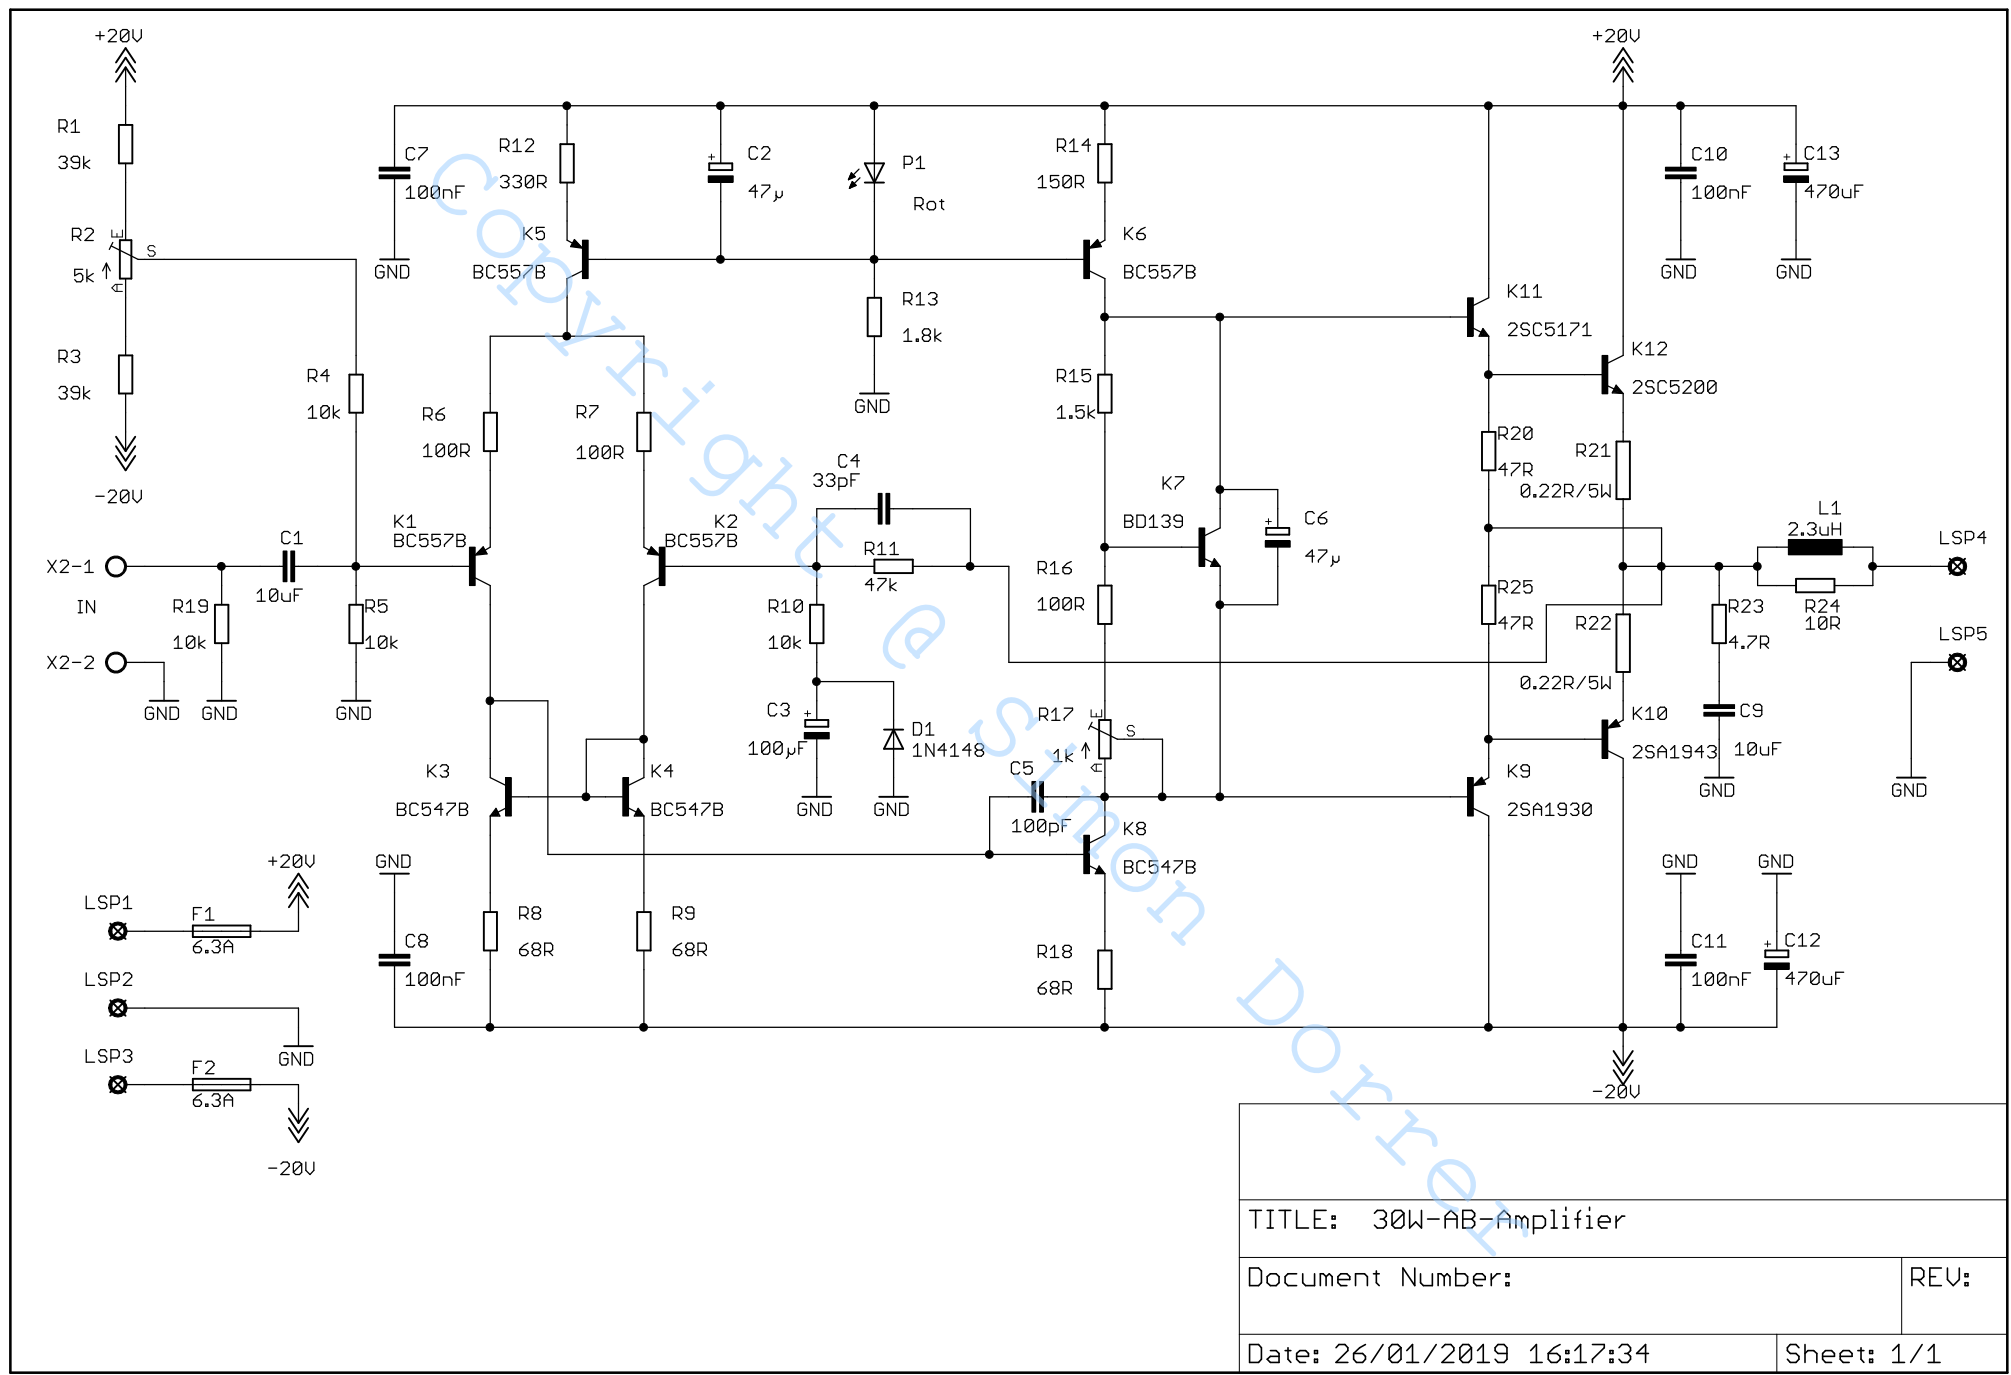 +20V
R1
39k
R2
5k
E
S
A
R3
39k
-20V
R4
10k
X2-1
IN
X2-2
GND
R19
10k
GND
C1
10uF
R5
10k
GND
C7
100nF
GND
R12
330R
K5
BC557B
C2
47µ
P1
Rot
R13
1.8k
GND
R14
150R
K6
BC557B
R6
100R
R7
100R
K1
BC557B
K2
BC557B
C4
33pF
R11
47k
R10
10k
C3
100µF
GND
D1
1N4148
GND
K3
BC547B
K4
BC547B
R8
68R
R9
68R
GND
C8
100nF
R15
1.5k
K7
BD139
C6
47µ
R16
100R
R17
1k
E
S
A
C5
100pF
K8
BC547B
R18
68R
+20V
C10
100nF
GND
C13
470uF
GND
K11
2SC5171
K12
2SC5200
R20
47R
R21
0.22R/5W
R25
47R
R22
0.22R/5W
K10
2SA1943
K9
2SA1930
R23
4.7R
C9
10uF
GND
L1
2.3uH
R24
10R
LSP4
LSP5
GND
GND
C11
100nF
GND
C12
470uF
-20V
LSP1
F1
6.3A
+20V
LSP2
GND
LSP3
F2
6.3A
-20V
Copyright @ Simon Dorrer
TITLE: 30W-AB-Amplifier
Document Number:
REV:
Date: 26/01/2019 16:17:34
Sheet: 1/1